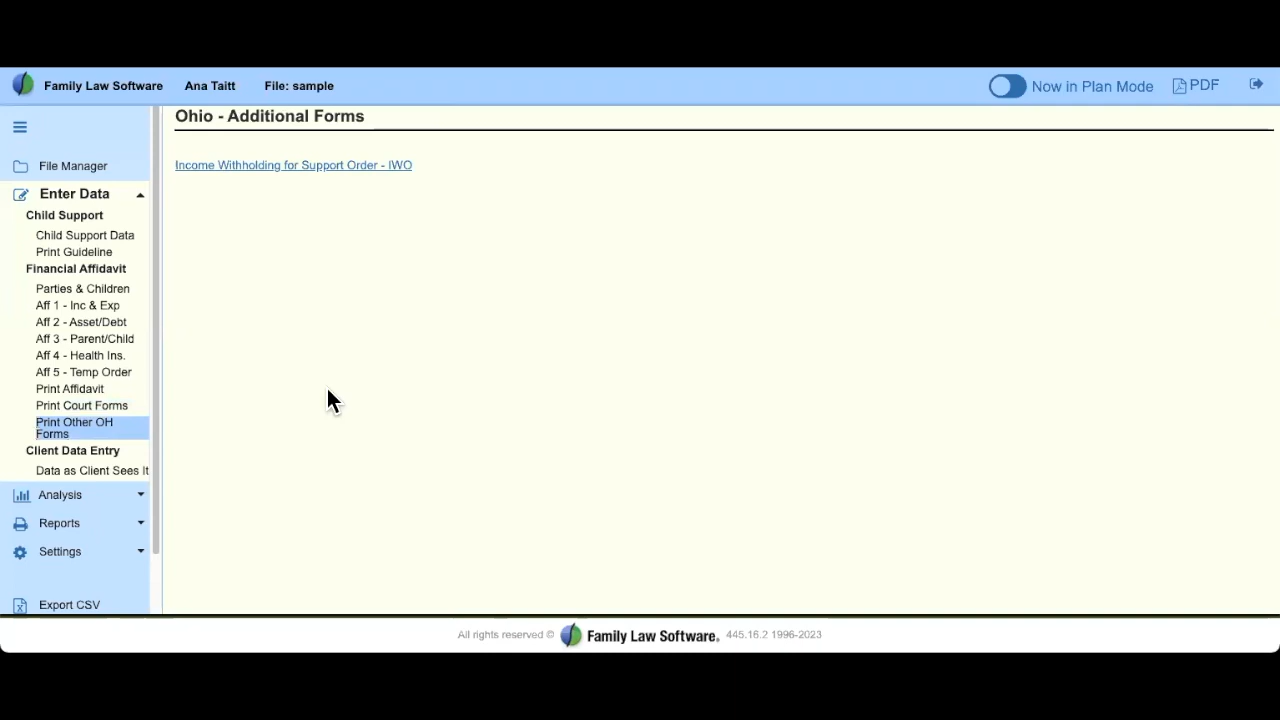 Family Law Software Ana Taitt File: sample Now in Plan Mode PDF
Ohio - Additional Forms
Income Withholding for Support Order - IWO
File Manager
Enter Data
Child Support
Child Support Data
Print Guideline
Financial Affidavit
Parties & Children
Aff 1 - Inc & Exp
Aff 2 - Asset/Debt
Aff 3 - Parent/Child
Aff 4 - Health Ins.
Aff 5 - Temp Order
Print Affidavit
Print Court Forms
Print Other OH
Forms
Client Data Entry
Data as Client Sees It
Analysis
Reports
Settings
Export CSV
All rights reserved © Family Law Software. 445.16.2 1996-2023